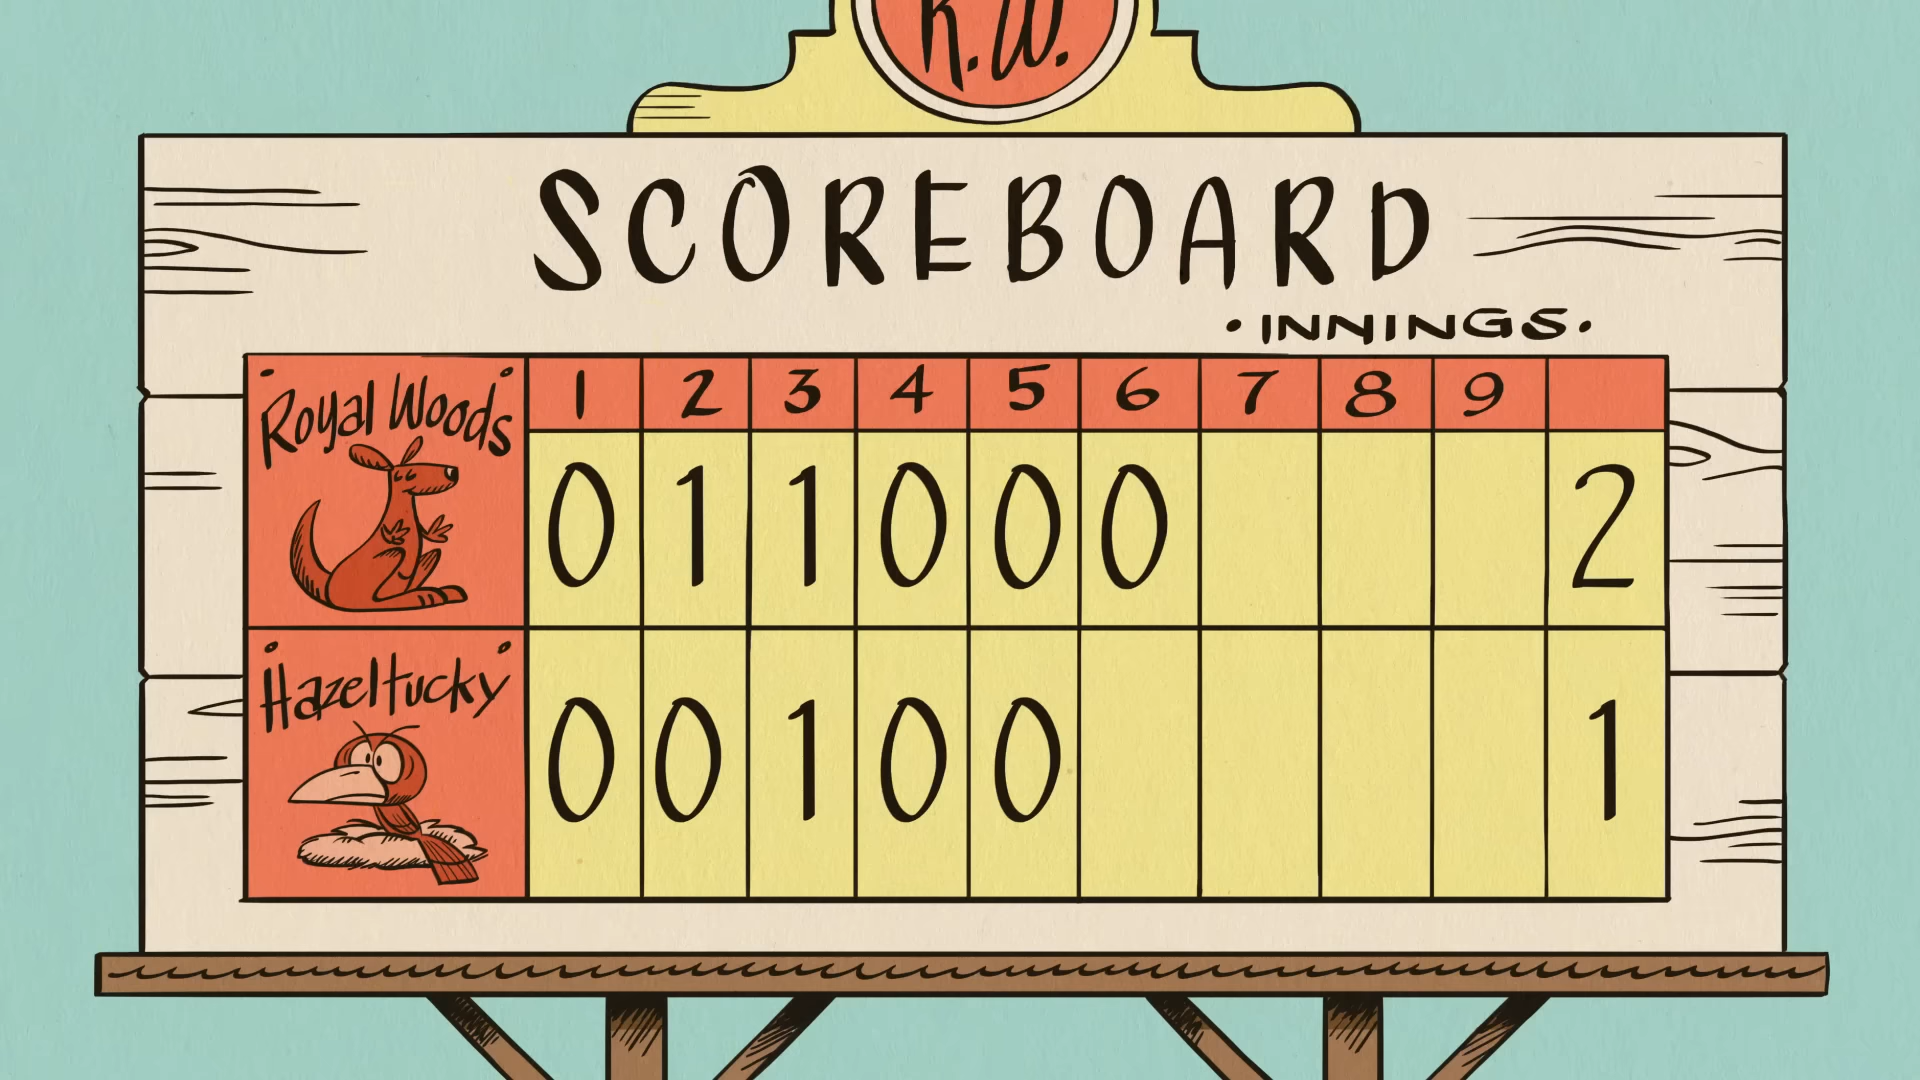 R.W.
SCOREBOARD
·INNINGS·
Royal Woods
1 2 3 4 5 6 7 8 9
0 1 1 0 0 0 2
Hazeltucky
0 0 1 0 0 1